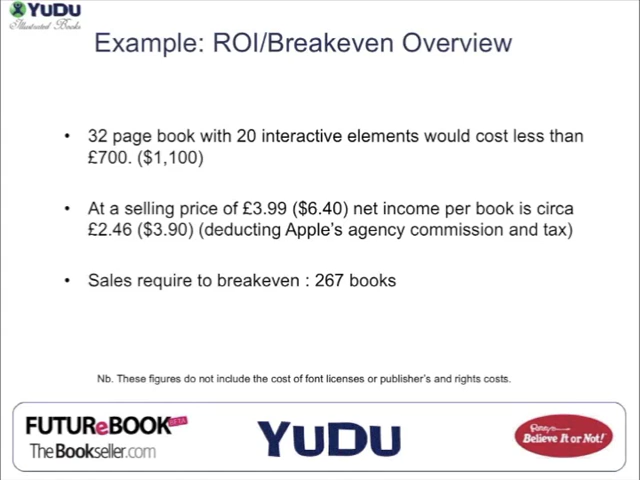 YUDU
Illustrated Books
Example: ROI/Breakeven Overview
• 32 page book with 20 interactive elements would cost less than
£700. ($1,100)
• At a selling price of £3.99 ($6.40) net income per book is circa
£2.46 ($3.90) (deducting Apple's agency commission and tax)
• Sales require to breakeven : 267 books
Nb. These figures do not include the cost of font licenses or publisher's and rights costs.
FUTUReBOOK BETA
TheBookseller.com
YUDU
Ripley's
Believe It or Not!